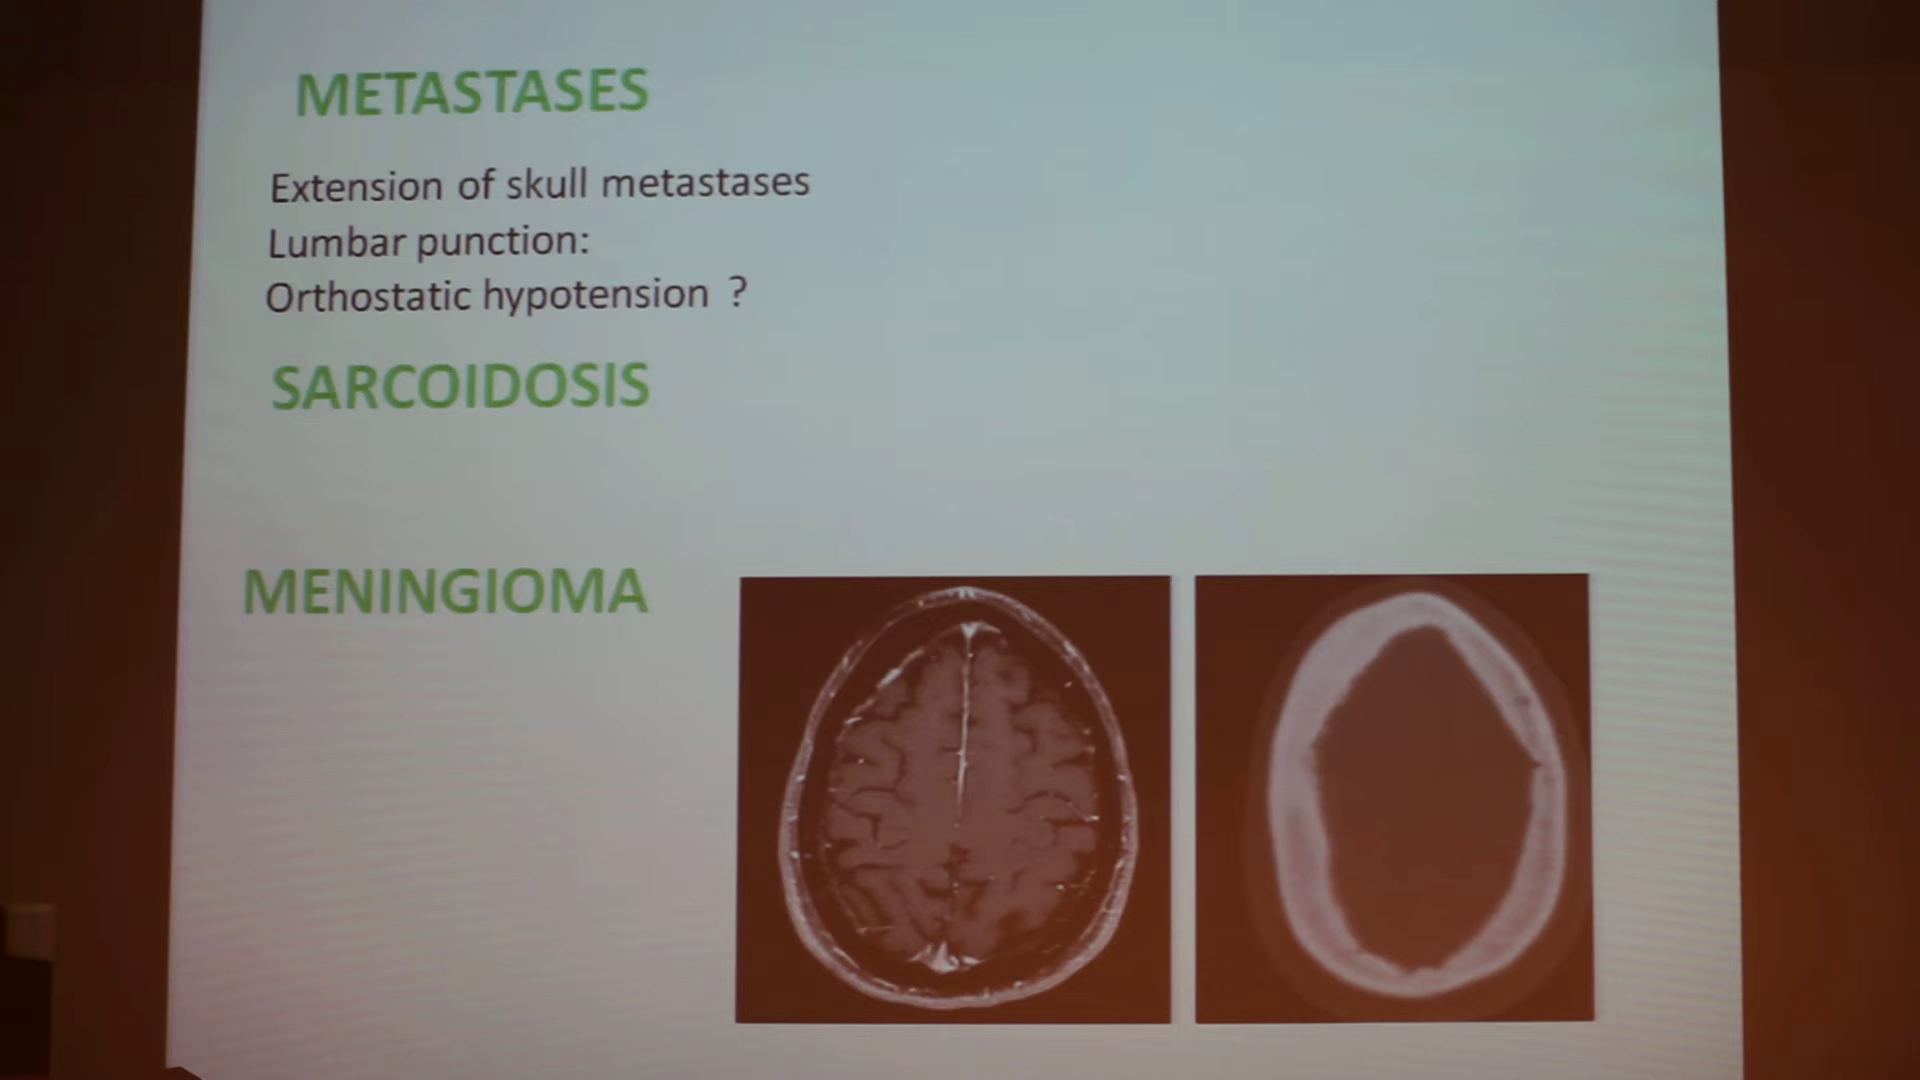 METASTASES
Extension of skull metastases
Lumbar punction:
Orthostatic hypotension ?
SARCOIDOSIS
MENINGIOMA